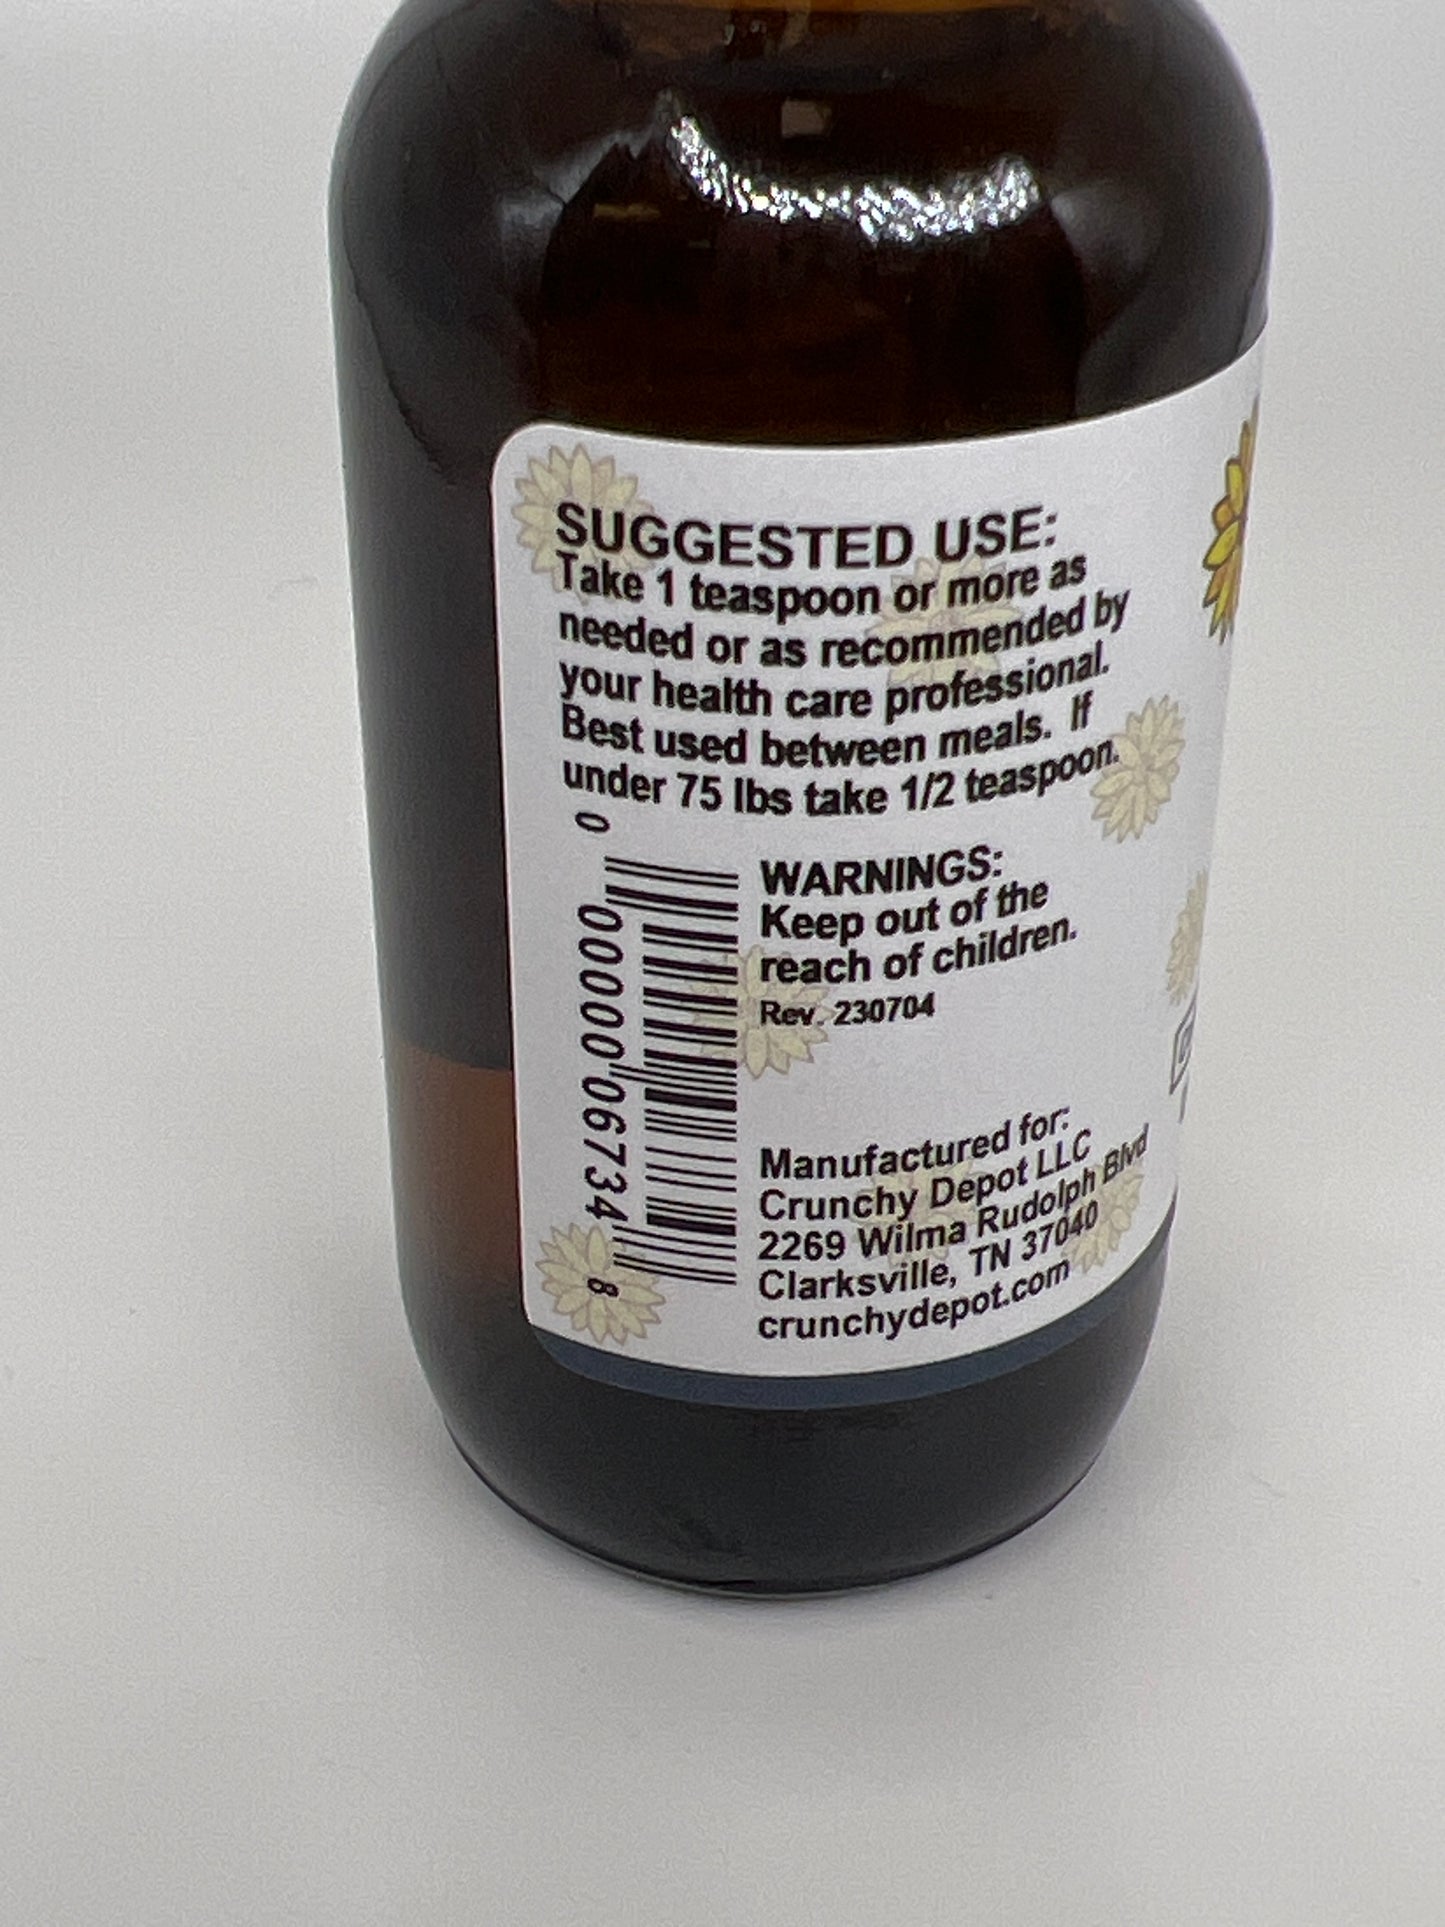 SUGGESTED USE:
Take 1 teaspoon or more as
needed or as recommended by
your health care professional.
Best used between meals. If
under 75 lbs take 1/2 teaspoon.
0 00000 06734 8
WARNINGS:
Keep out of the
reach of children.
Rev. 230704
Manufactured for:
Crunchy Depot LLC
2269 Wilma Rudolph Blvd
Clarksville, TN 37040
crunchydepot.com